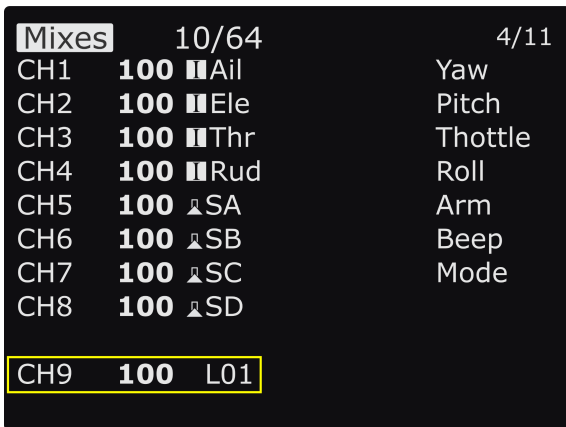 Mixes 10/64 4/11
CH1 100 Ail Yaw
CH2 100 Ele Pitch
CH3 100 Thr Thottle
CH4 100 Rud Roll
CH5 100 SA Arm
CH6 100 SB Beep
CH7 100 SC Mode
CH8 100 SD
CH9 100 L01